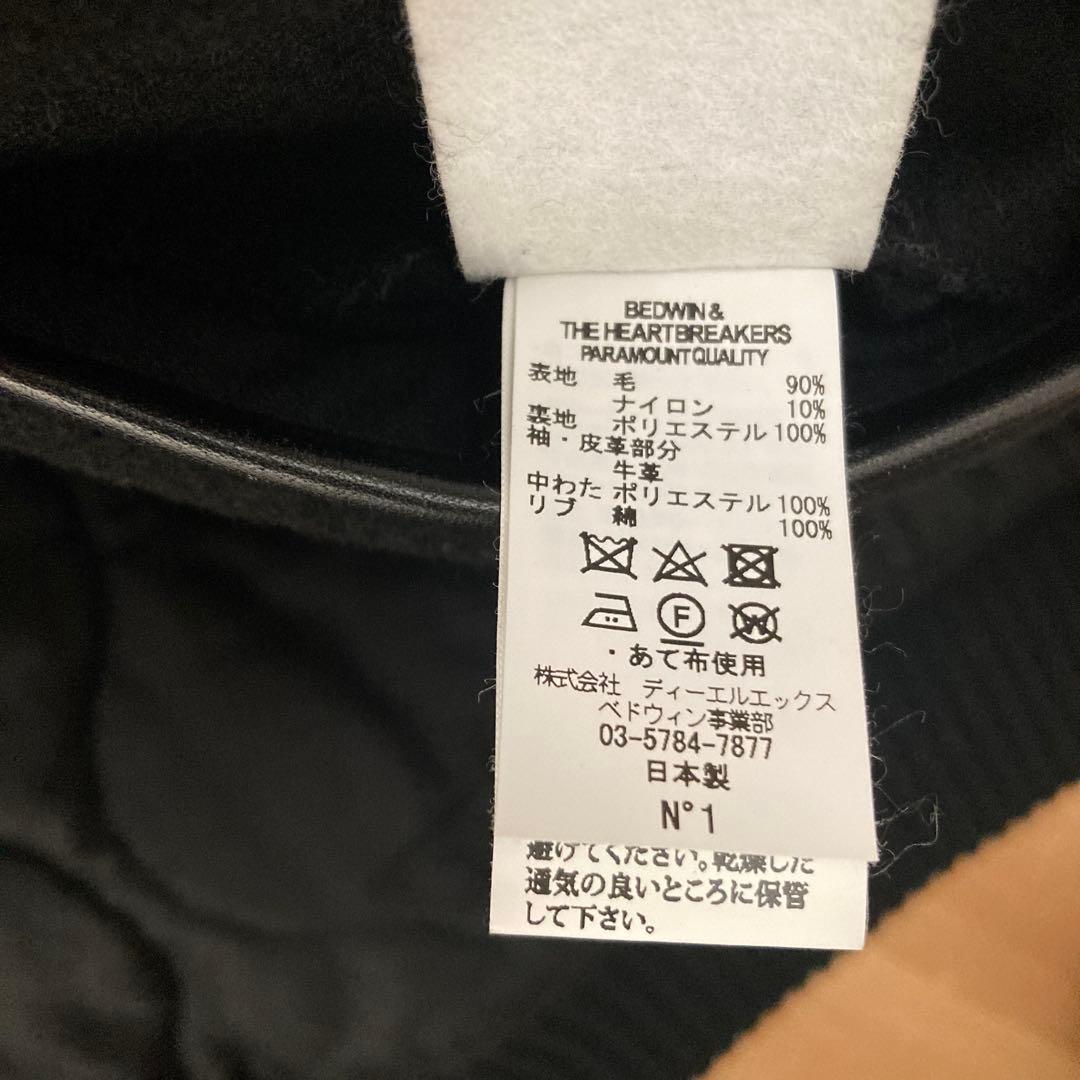 BEDWIN &
THE HEARTBREAKERS
PARAMOUNT QUALITY
表地 毛 90%
ナイロン 10%
裏地 ポリエステル 100%
袖・皮革部分
牛革
中わた ポリエステル 100%
リブ 綿 100%
F
W
・あて布使用
株式会社 ディーエルエックス
ベドウィン事業部
03-5784-7877
日本製
N°1
避けてください。乾燥した
通気の良いところに保管
して下さい。